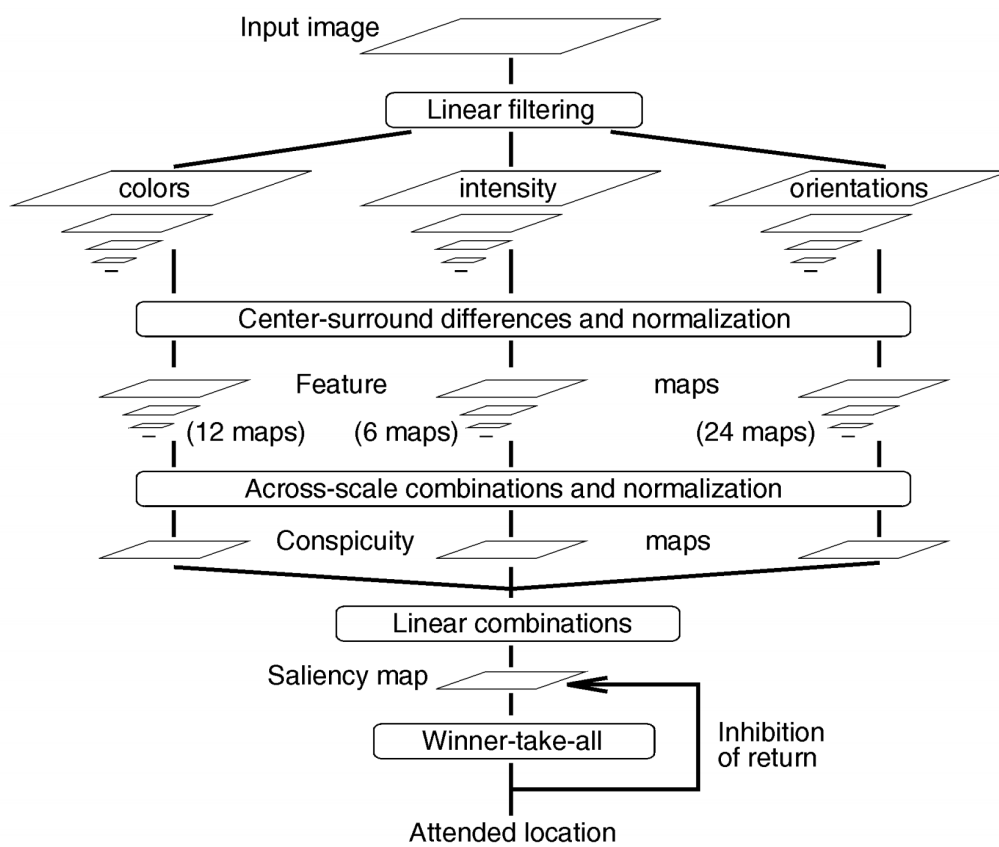 Input image
Linear filtering
colors
intensity
orientations
Center-surround differences and normalization
Feature
maps
(12 maps)
(6 maps)
(24 maps)
Across-scale combinations and normalization
Conspicuity
maps
Linear combinations
Saliency map
Winner-take-all
Inhibition
of return
Attended location